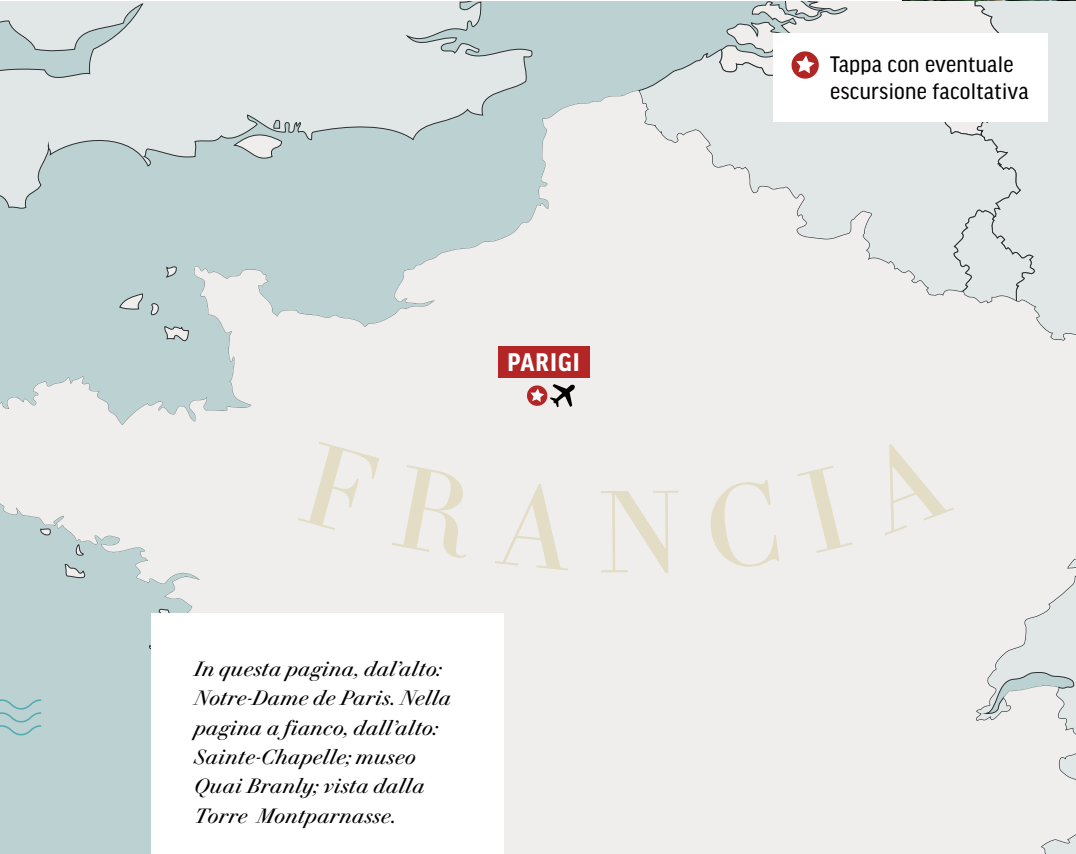 Tappa con eventuale
escursione facoltativa
PARIGI
FRANCIA
In questa pagina, dal’alto:
Notre-Dame de Paris. Nella
pagina a fianco, dall’alto:
Sainte-Chapelle; museo
Quai Branly; vista dalla
Torre Montparnasse.